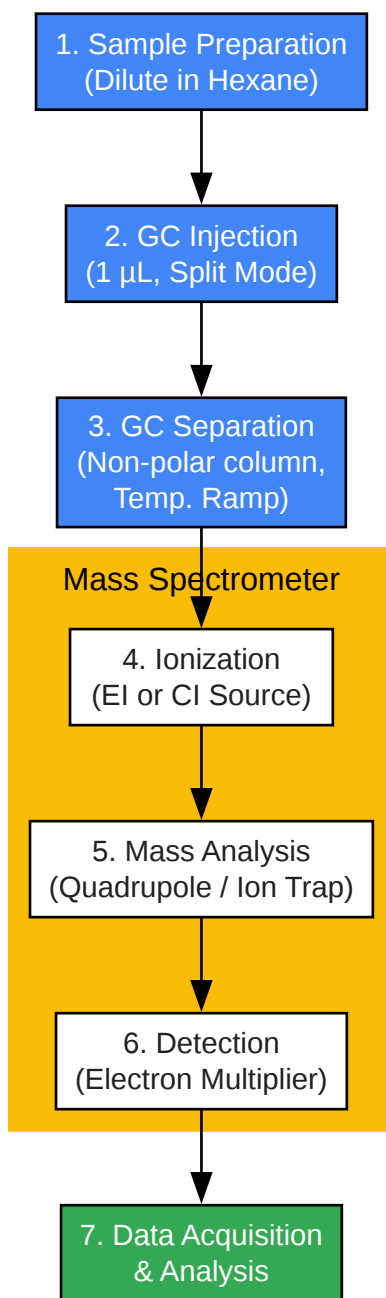 1. Sample Preparation
(Dilute in Hexane)
2. GC Injection
(1 µL, Split Mode)
3. GC Separation
(Non-polar column,
Temp. Ramp)
Mass Spectrometer
4. Ionization
(EI or CI Source)
5. Mass Analysis
(Quadrupole / Ion Trap)
6. Detection
(Electron Multiplier)
7. Data Acquisition
& Analysis